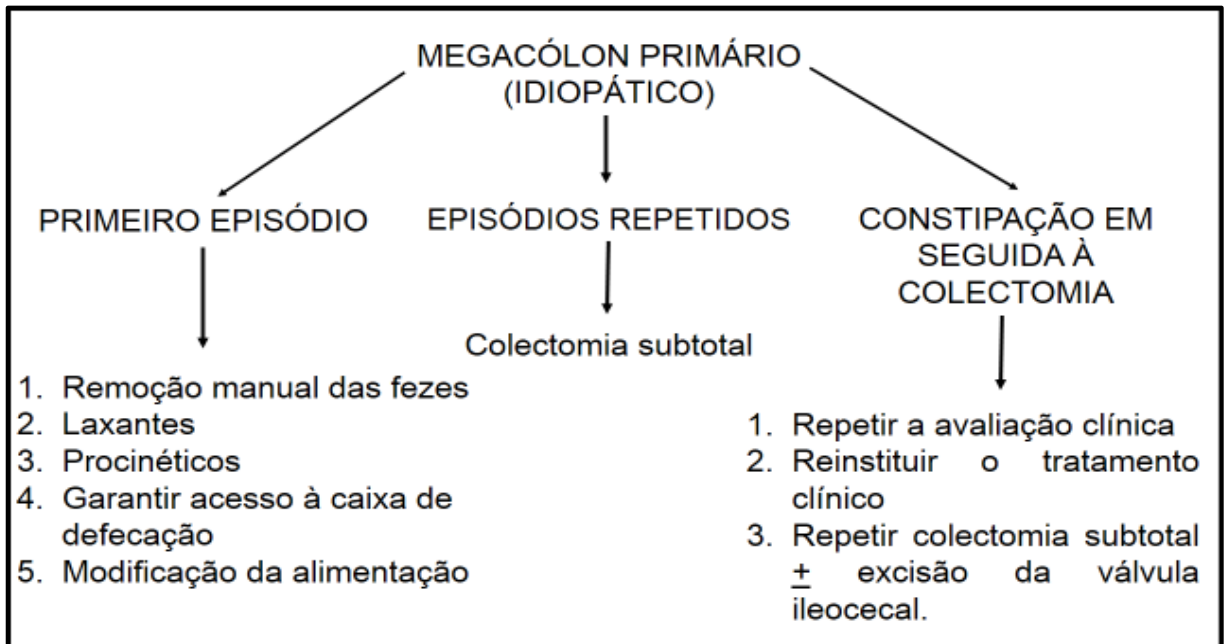 MEGACÓLON PRIMÁRIO
(IDIOPÁTICO)
PRIMEIRO EPISÓDIO
1. Remoção manual das fezes
2. Laxantes
3. Procinéticos
4. Garantir acesso à caixa de
defecação
5. Modificação da alimentação
EPISÓDIOS REPETIDOS
Colectomia subtotal
CONSTIPAÇÃO EM
SEGUIDA À
COLECTOMIA
1. Repetir a avaliação clínica
2. Reinstituir o tratamento
clínico
3. Repetir colectomia subtotal
± excisão da válvula
ileocecal.